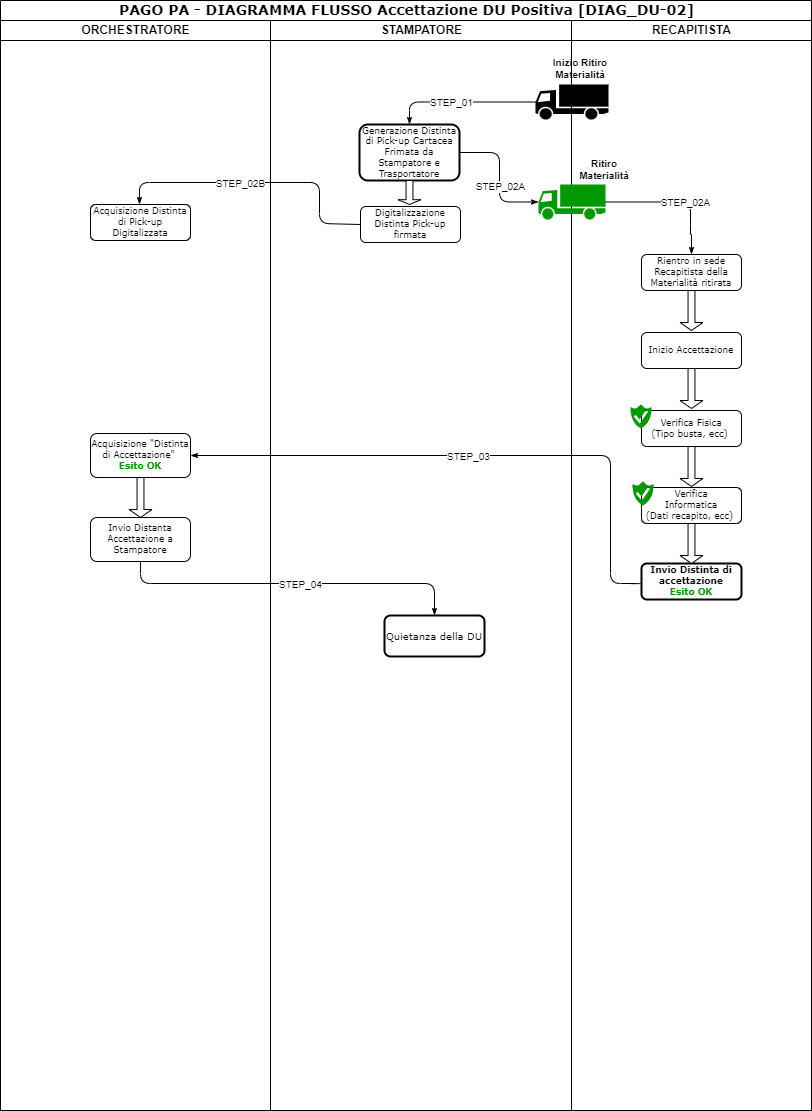 PAGO PA - DIAGRAMMA FLUSSO Accettazione DU Positiva [DIAG_DU-02]
ORCHESTRATORE
STAMPATORE
RECAPITISTA
Inizio Ritiro
Materialità
STEP_01
Generazione Distinta
di Pick-up Cartacea
Frimata da
Stampatore e
Trasportatore
STEP_02B
STEP_02A
Ritiro
Materialità
STEP_02A
Acquisizione Distinta
di Pick-up
Digitalizzata
Digitalizzazione
Distinta Pick-up
firmata
Rientro in sede
Recapitista della
Materialità ritirata
Inizio Accettazione
Verifica Fisica
(Tipo busta, ecc)
Acquisizione "Distinta
di Accettazione"
Esito OK
STEP_03
Verifica
Informatica
(Dati recapito, ecc)
Invio Distanta
Accettazione a
Stampatore
Invio Distinta di
accettazione
Esito OK
STEP_04
Quietanza della DU